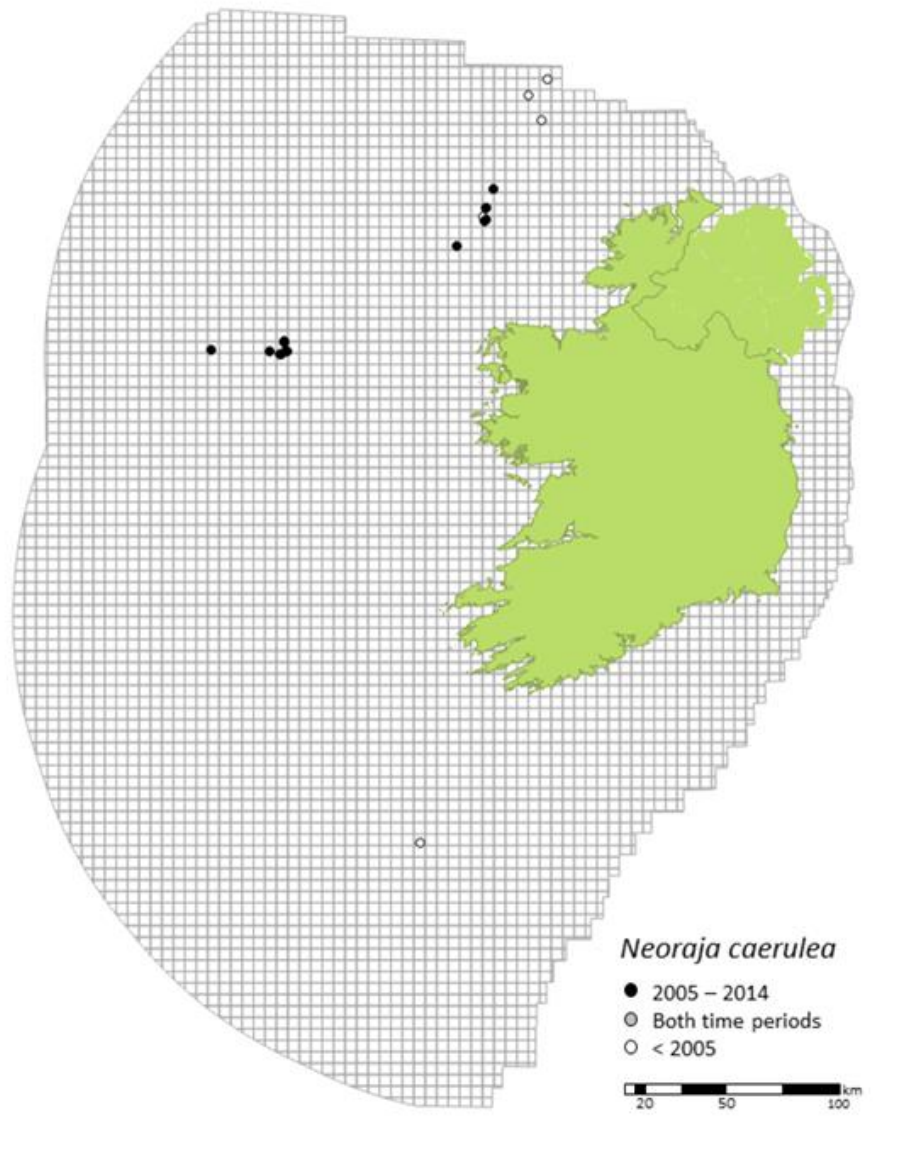 Neoraja caerulea
2005 – 2014
Both time periods
< 2005
km
20 50 100